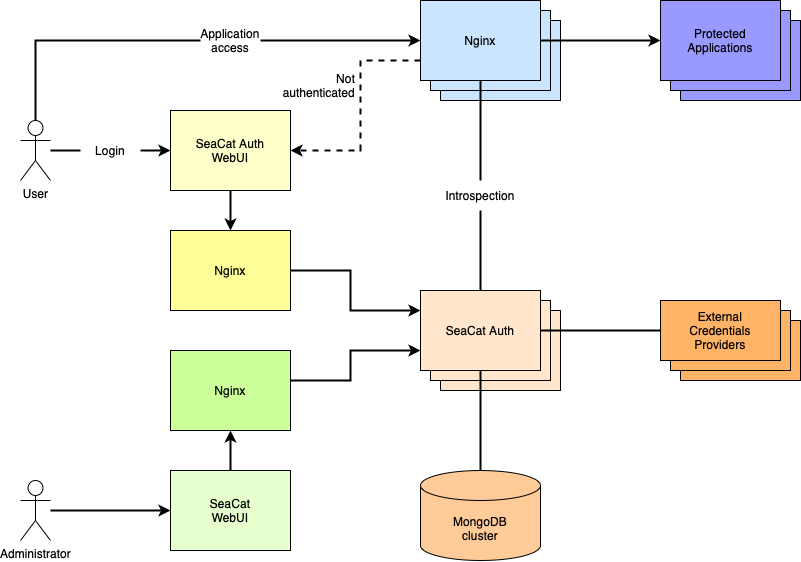 Application
access
Nginx
Protected
Applications
Not
authenticated
SeaCat Auth
WebUI
Login
User
Introspection
Nginx
SeaCat Auth
External
Credentials
Providers
Nginx
SeaCat
WebUI
MongoDB
cluster
Administrator